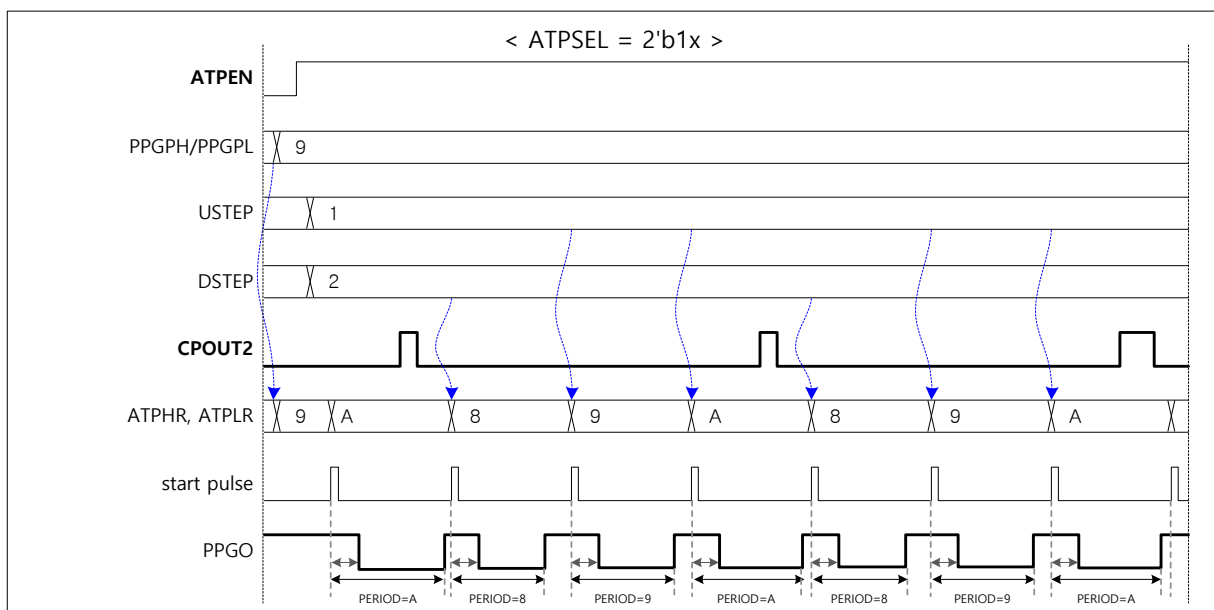 < ATPSEL = 2'b1x >
ATPEN
PPGPH/PPGPL
9
USTEP
1
DSTEP
2
CPOUT2
ATPHR, ATPLR
9 A 8 9 A 8 9 A
start pulse
PPGO
PERIOD=A PERIOD=8 PERIOD=9 PERIOD=A PERIOD=8 PERIOD=9 PERIOD=A